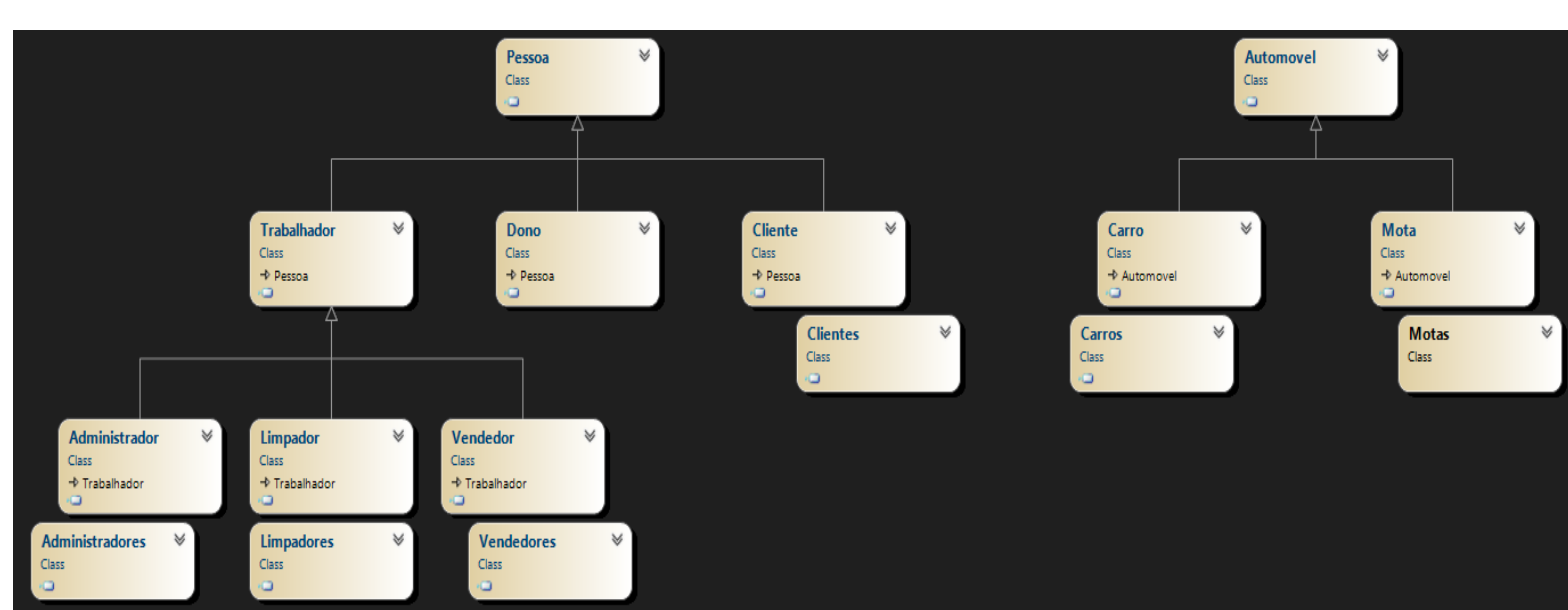 Pessoa
Class
Automovel
Class
Trabalhador
Class
Pessoa
Dono
Class
Pessoa
Cliente
Class
Pessoa
Carro
Class
Automovel
Mota
Class
Automovel
Clientes
Class
Carros
Class
Motas
Class
Administrador
Class
Trabalhador
Limpador
Class
Trabalhador
Vendedor
Class
Trabalhador
Administradores
Class
Limpadores
Class
Vendedores
Class